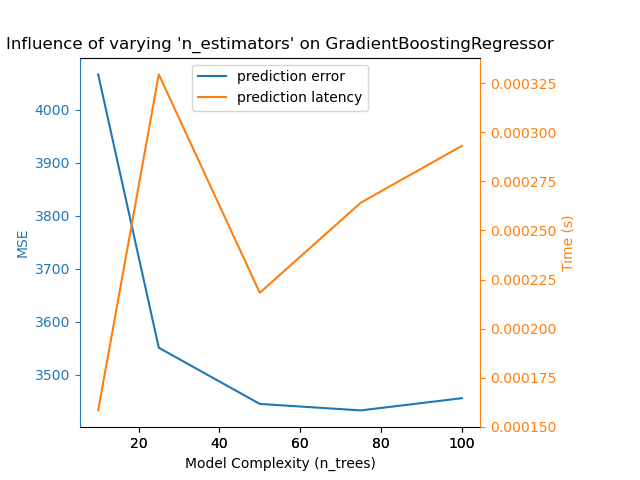 Influence of varying 'n_estimators' on GradientBoostingRegressor
prediction error
prediction latency
MSE
4000
3900
3800
3700
3600
3500
0.000325
0.000300
0.000275
0.000250
0.000225
0.000200
0.000175
0.000150
Time (s)
20 40 60 80 100
Model Complexity (n_trees)